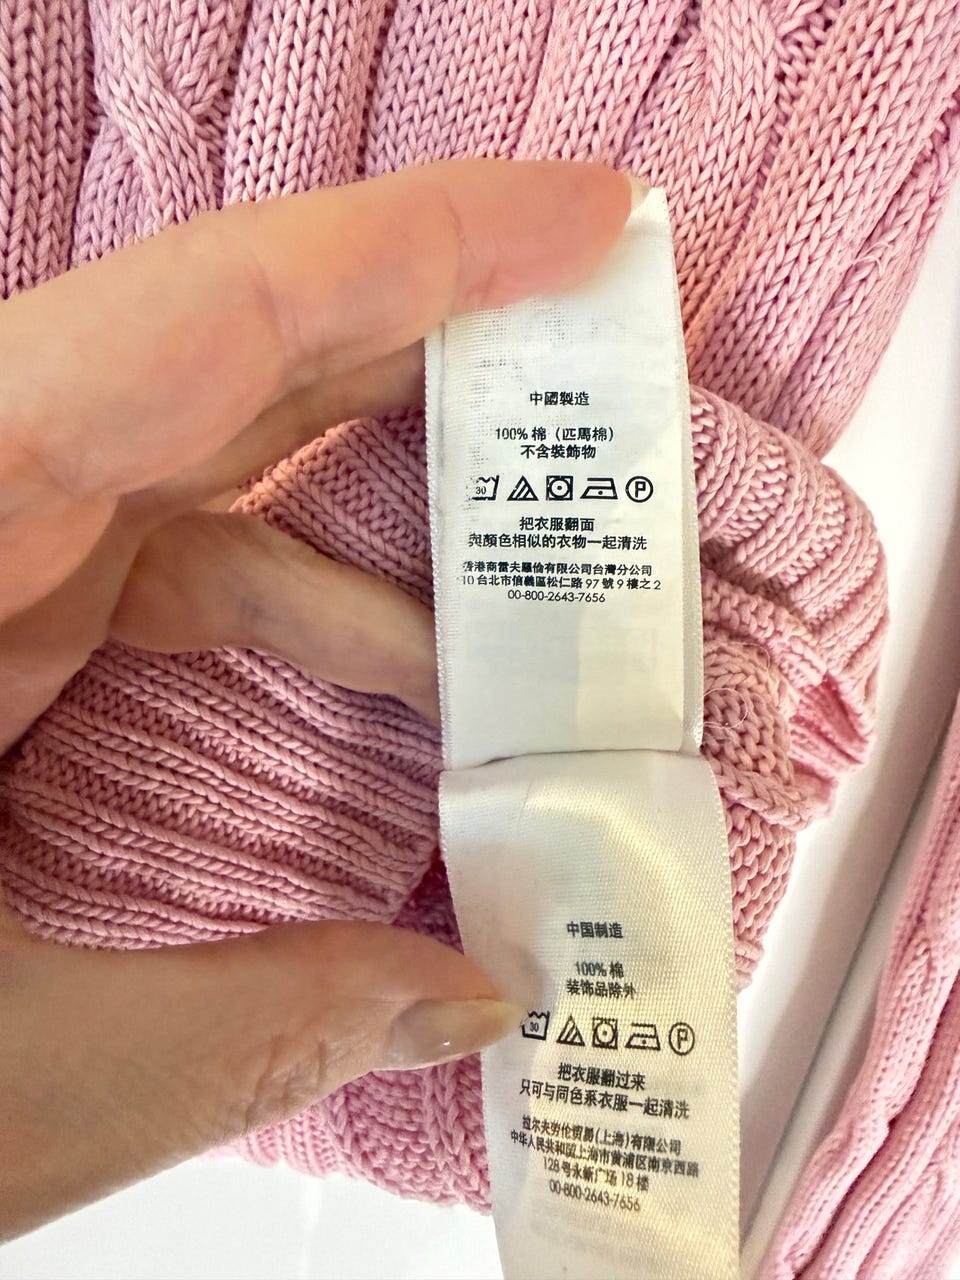 中國製造
100% 棉（匹馬棉）
不含裝飾物
30 P
把衣服翻面
與顏色相似的衣物一起清洗
香港商雷夫羅倫有限公司台灣分公司
10 台北市信義區松仁路 97 號 9 樓之 2
00-800-2643-7656
中国制造
100% 棉
装饰品除外
30 P
把衣服翻过来
只可与同色系衣服一起清洗
拉尔夫劳伦贸易(上海)有限公司
中华人民共和国上海市黄浦区南京西路
128 号永新广场 18 楼
00-800-2643-7656